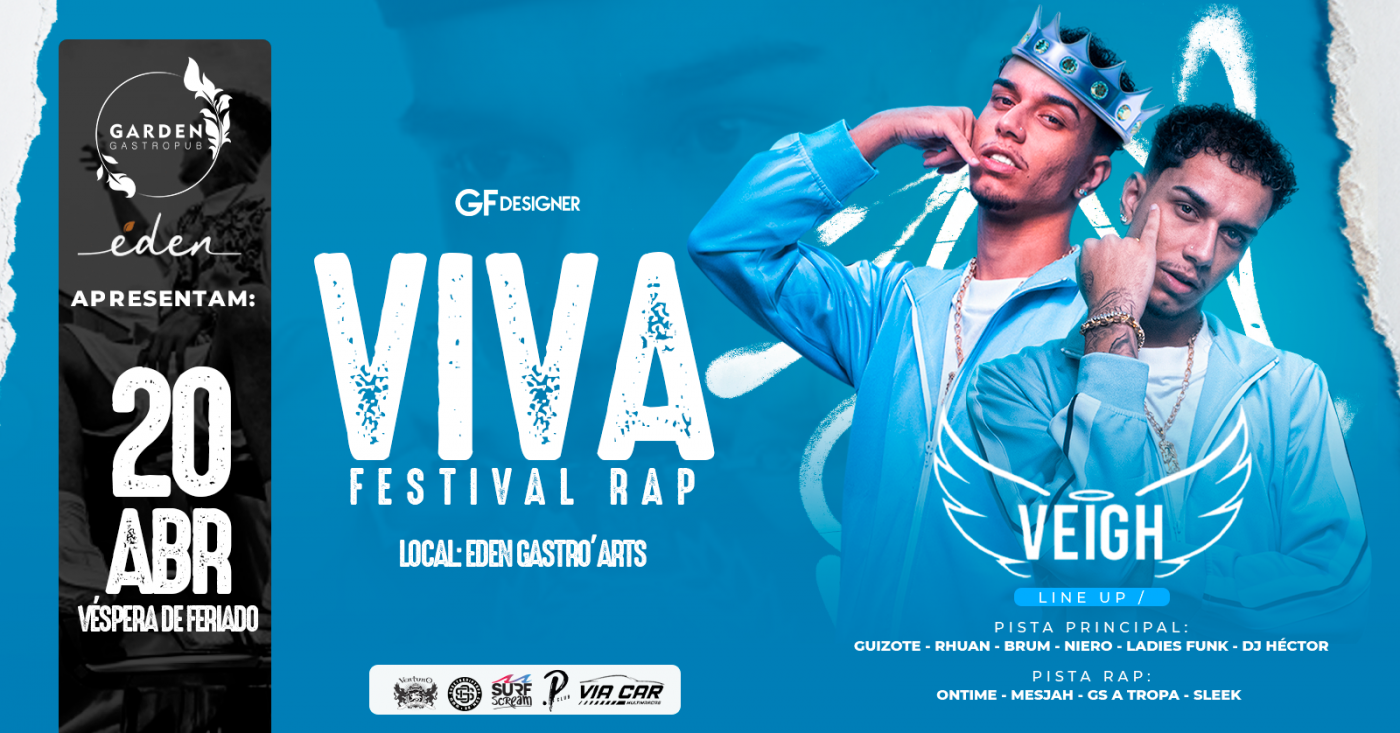 GARDEN
GASTROPUB
éden
APRESENTAM:
20
ABR
VÉSPERA DE FERIADO
GF DESIGNER
VIVA
FESTIVAL RAP
LOCAL: EDEN GASTRO'ARTS
SURF
SCREAM
P
CLUB
VIA CAR
MULTIMARCAS
VEIGH
LINE UP /
PISTA PRINCIPAL:
GUIZOTE - RHUAN - BRUM - NIERO - LADIES FUNK - DJ HÉCTOR
PISTA RAP:
ONTIME - MESJAH - GS A TROPA - SLEEK